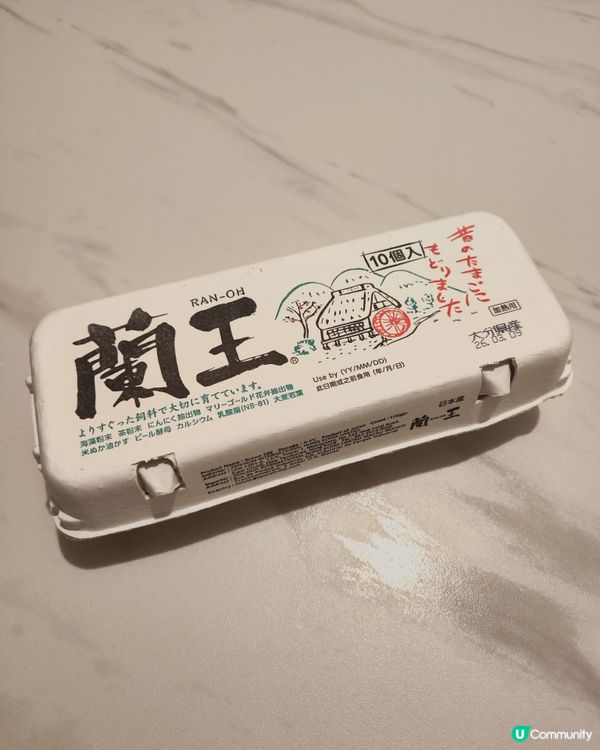 昔のたまごに
もどりました
10個入
RAN-OH
蘭王®
加熱用
大分県産
26.03.09
Use by (YY/MM/DD)
此日期或之前食用 (年/月/日)
よりすぐった飼料で大切に育てています。
海藻粉末 茶粉末 にんにく抽出物 マリーゴールド花弁抽出物
米ぬか油かす ビール酵母 カルシウム 乳酸菌(NB-81) 大麦若葉
日本産
蘭王
U Community